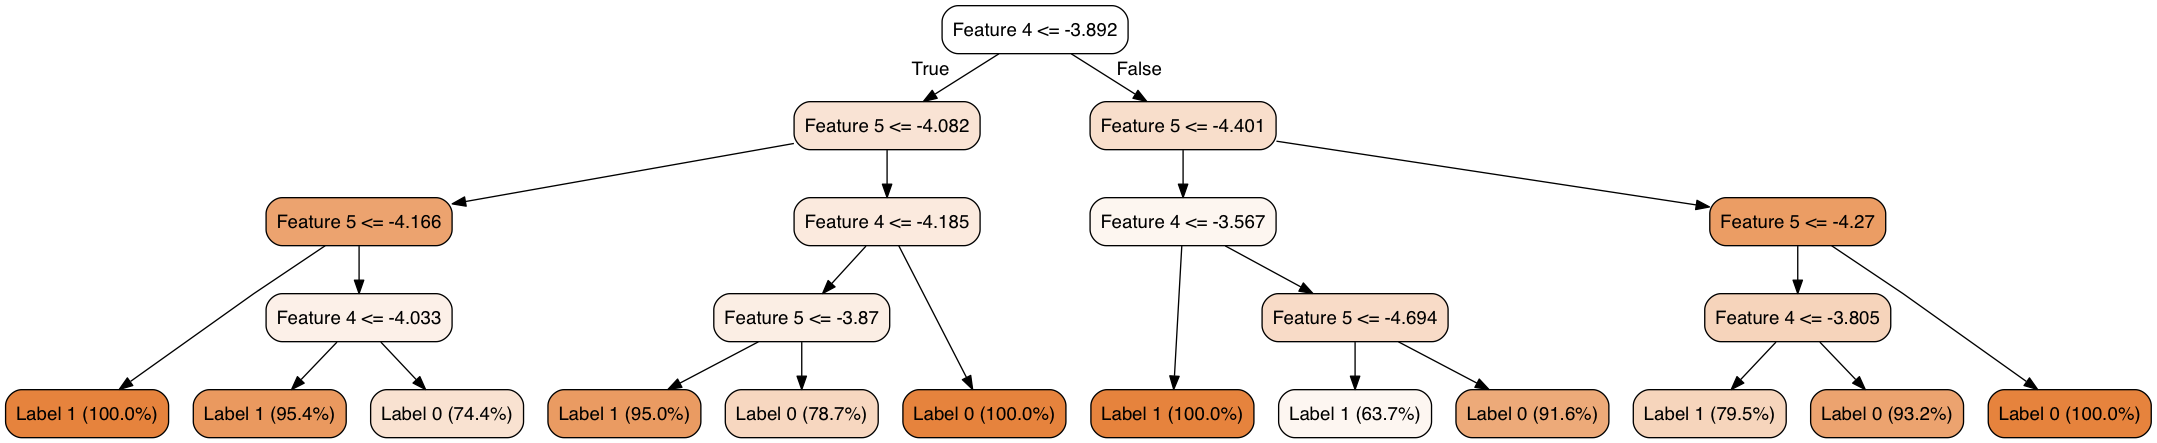 Feature 4 <= -3.892
True
False
Feature 5 <= -4.082
Feature 5 <= -4.401
Feature 5 <= -4.166
Feature 4 <= -4.185
Feature 4 <= -3.567
Feature 5 <= -4.27
Feature 4 <= -4.033
Feature 5 <= -3.87
Feature 5 <= -4.694
Feature 4 <= -3.805
Label 1 (100.0%)
Label 1 (95.4%)
Label 0 (74.4%)
Label 1 (95.0%)
Label 0 (78.7%)
Label 0 (100.0%)
Label 1 (100.0%)
Label 1 (63.7%)
Label 0 (91.6%)
Label 1 (79.5%)
Label 0 (93.2%)
Label 0 (100.0%)